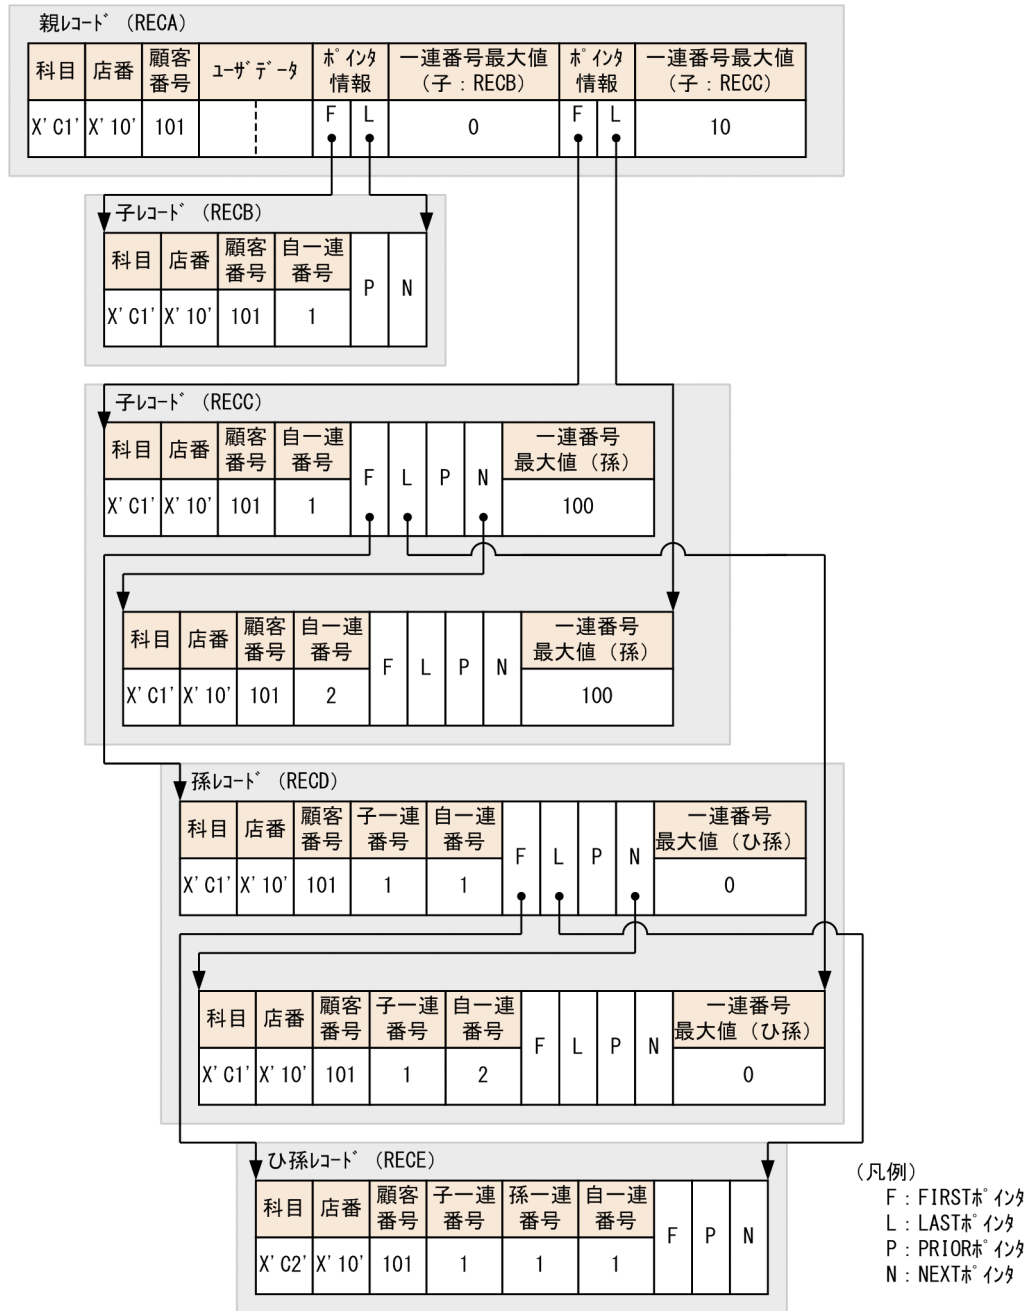 親ﾚｺｰﾄﾞ (RECA)
科目 店番 顧客番号 ﾕｰｻﾞﾃﾞｰﾀ ﾎﾟｲﾝﾀ情報 一連番号最大値(子:RECB) ﾎﾟｲﾝﾀ情報 一連番号最大値(子:RECC)
X'C1' X'10' 101 F L 0 F L 10
子ﾚｺｰﾄﾞ (RECB)
科目 店番 顧客番号 自一連番号 P N
X'C1' X'10' 101 1
子ﾚｺｰﾄﾞ (RECC)
科目 店番 顧客番号 自一連番号 F L P N 一連番号最大値(孫)
X'C1' X'10' 101 1 100
科目 店番 顧客番号 自一連番号 F L P N 一連番号最大値(孫)
X'C1' X'10' 101 2 100
孫ﾚｺｰﾄﾞ (RECD)
科目 店番 顧客番号 子一連番号 自一連番号 F L P N 一連番号最大値(ひ孫)
X'C1' X'10' 101 1 1 0
科目 店番 顧客番号 子一連番号 自一連番号 F L P N 一連番号最大値(ひ孫)
X'C1' X'10' 101 1 2 0
ひ孫ﾚｺｰﾄﾞ (RECE)
科目 店番 顧客番号 子一連番号 孫一連番号 自一連番号 F P N
X'C2' X'10' 101 1 1 1
(凡例)
F:FIRSTﾎﾟｲﾝﾀ
L:LASTﾎﾟｲﾝﾀ
P:PRIORﾎﾟｲﾝﾀ
N:NEXTﾎﾟｲﾝﾀ